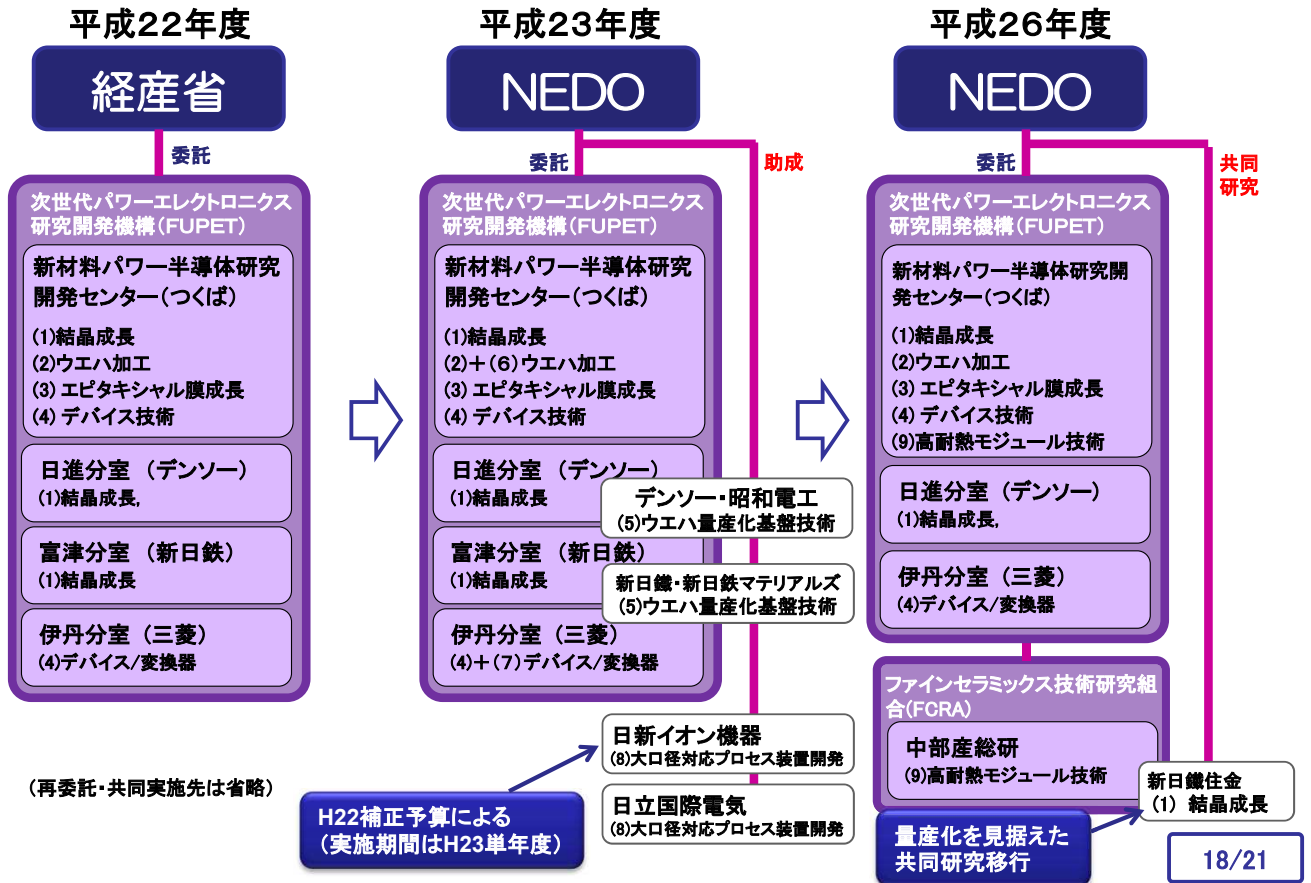 平成22年度
経産省
委託
次世代パワーエレクトロニクス
研究開発機構(FUPET)
新材料パワー半導体研究
開発センター(つくば)
(1)結晶成長
(2)ウエハ加工
(3) エピタキシャル膜成長
(4) デバイス技術
日進分室 (デンソー)
(1)結晶成長,
富津分室 (新日鉄)
(1)結晶成長
伊丹分室 (三菱)
(4)デバイス/変換器
(再委託・共同実施先は省略)
平成23年度
NEDO
委託
助成
次世代パワーエレクトロニクス
研究開発機構(FUPET)
新材料パワー半導体研究
開発センター(つくば)
(1)結晶成長
(2)+(6)ウエハ加工
(3) エピタキシャル膜成長
(4) デバイス技術
日進分室 (デンソー)
(1)結晶成長
デンソー・昭和電工
(5)ウエハ量産化基盤技術
富津分室 (新日鉄)
(1)結晶成長
新日鐵・新日鉄マテリアルズ
(5)ウエハ量産化基盤技術
伊丹分室 (三菱)
(4)+(7)デバイス/変換器
日新イオン機器
(8)大口径対応プロセス装置開発
日立国際電気
(8)大口径対応プロセス装置開発
H22補正予算による
(実施期間はH23単年度)
平成26年度
NEDO
委託
共同
研究
次世代パワーエレクトロニクス
研究開発機構(FUPET)
新材料パワー半導体研究開
発センター(つくば)
(1)結晶成長
(2)ウエハ加工
(3) エピタキシャル膜成長
(4) デバイス技術
(9)高耐熱モジュール技術
日進分室 (デンソー)
(1)結晶成長,
伊丹分室 (三菱)
(4)デバイス/変換器
ファインセラミックス技術研究組
合(FCRA)
中部産総研
(9)高耐熱モジュール技術
新日鐵住金
(1) 結晶成長
量産化を見据えた
共同研究移行
18/21